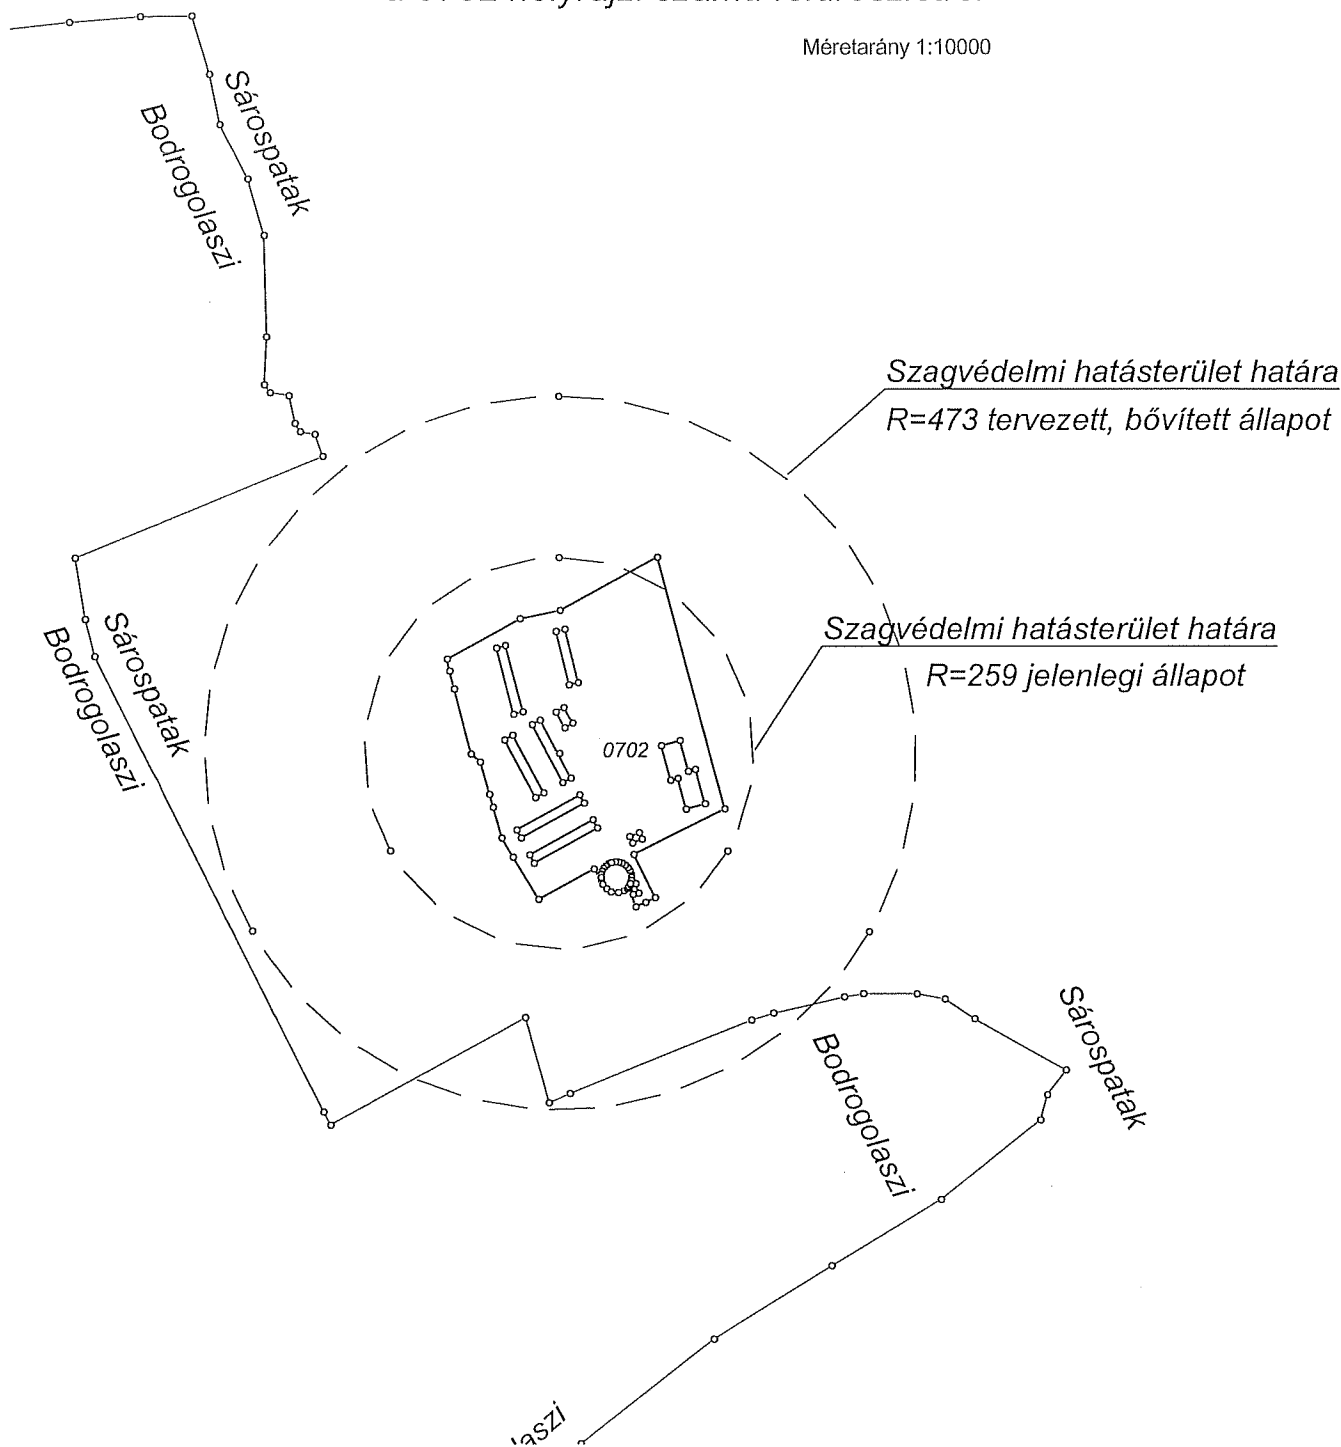 Méretarány 1:10000
Sárospatak
Bodrogolaszi
Szagvédelmi hatásterület határa
R=473 tervezett, bővített állapot
Sárospatak
Bodrogolaszi
Szagvédelmi hatásterület határa
R=259 jelenlegi állapot
0702
Sárospatak
Bodrogolaszi